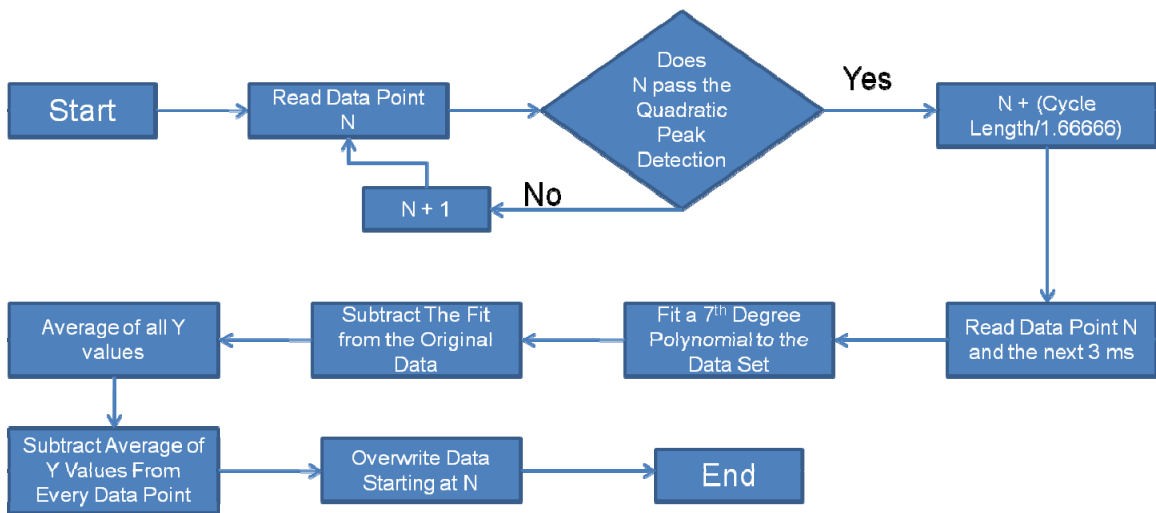 Start
Read Data Point
N
Does
N pass the
Quadratic
Peak
Detection
Yes
N + (Cycle
Length/1.66666)
No
N + 1
Read Data Point N
and the next 3 ms
Fit a 7th Degree
Polynomial to the
Data Set
Subtract The Fit
from the Original
Data
Average of all Y
values
Subtract Average of
Y Values From
Every Data Point
Overwrite Data
Starting at N
End